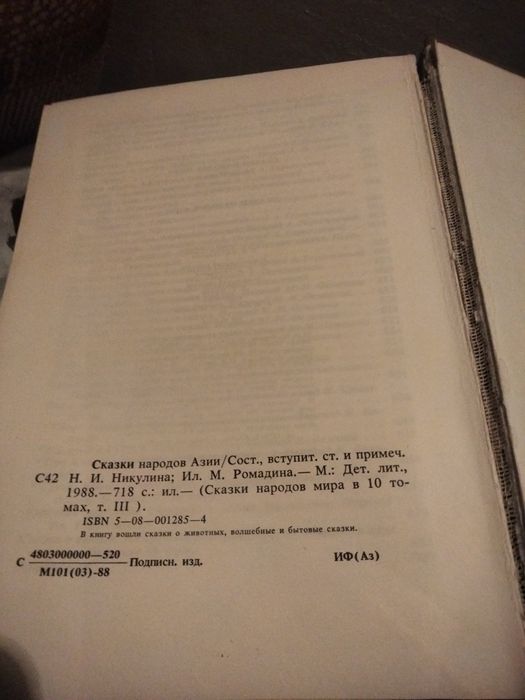 Сказки народов Азии/Сост., вступит. ст. и примеч.
С42 Н. И. Никулина; Ил. М. Ромадина.— М.: Дет. лит.,
1988.—718 с.: ил.— (Сказки народов мира в 10 то-
мах, т. III ).
ISBN 5—08—001285—4
В книгу вошли сказки о животных, волшебные и бытовые сказки.
С 4803000000—520 Подписн. изд. ИФ(Аз)
М101(03)-88